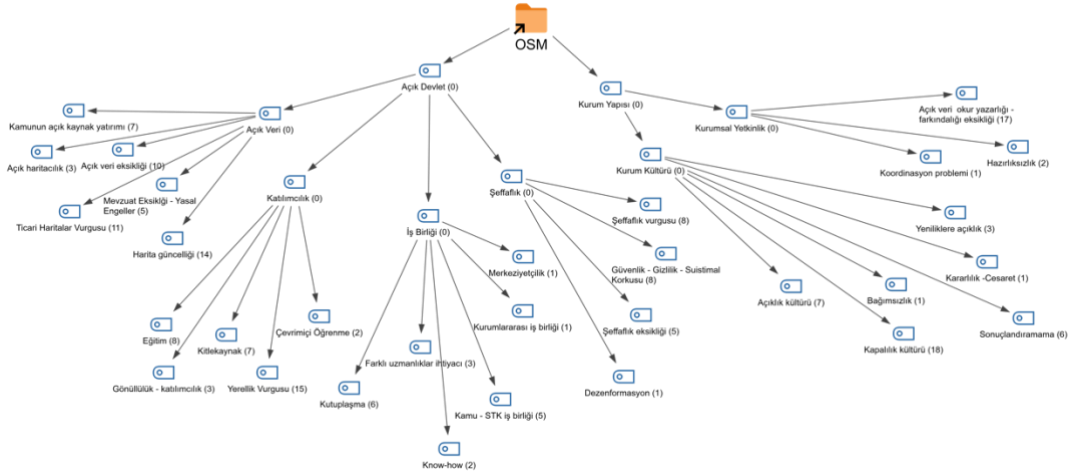 OSM
Açık Devlet (0)
Kurum Yapısı (0)
Açık Veri (0)
Kamunun açık kaynak yatırımı (7)
Açık haritacılık (3)
Açık veri eksikliği (10)
Mevzuat Eksikliği - Yasal
Engeller (5)
Ticari Haritalar Vurgusu (11)
Harita güncelliği (14)
Katılımcılık (0)
Eğitim (8)
Kitlekaynak (7)
Çevrimiçi Öğrenme (2)
Gönüllülük - katılımcılık (3)
Yerellik Vurgusu (15)
İş Birliği (0)
Merkeziyetçilik (1)
Kurumlararası iş birliği (1)
Farklı uzmanlıklar ihtiyacı (3)
Kutuplaşma (6)
Kamu - STK iş birliği (5)
Know-how (2)
Şeffaflık (0)
Şeffaflık vurgusu (8)
Güvenlik - Gizlilik - Suistimal
Korkusu (8)
Şeffaflık eksikliği (5)
Dezenformasyon (1)
Kurumsal Yetkinlik (0)
Açık veri okur yazarlığı -
farkındalığı eksikliği (17)
Hazırlıksızlık (2)
Koordinasyon problemi (1)
Kurum Kültürü (0)
Yeniliklere açıklık (3)
Kararlılık -Cesaret (1)
Açıklık kültürü (7)
Bağımsızlık (1)
Sonuçlandıramama (6)
Kapalılık kültürü (18)